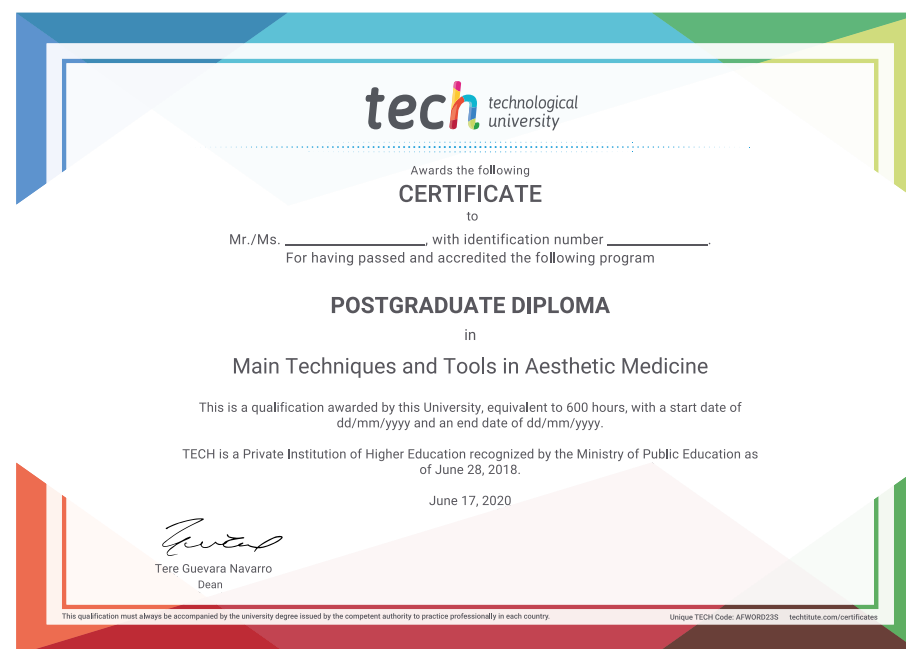 tech technological
university
Awards the following
CERTIFICATE
to
Mr./Ms. ____________, with identification number ____________.
For having passed and accredited the following program
POSTGRADUATE DIPLOMA
in
Main Techniques and Tools in Aesthetic Medicine
This is a qualification awarded by this University, equivalent to 600 hours, with a start date of
dd/mm/yyyy and an end date of dd/mm/yyyy.
TECH is a Private Institution of Higher Education recognized by the Ministry of Public Education as
of June 28, 2018.
June 17, 2020
Tere Guevara Navarro
Dean
This qualification must always be accompanied by the university degree issued by the competent authority to practice professionally in each country.
Unique TECH Code: AFWORD23S techtitute.com/certificates